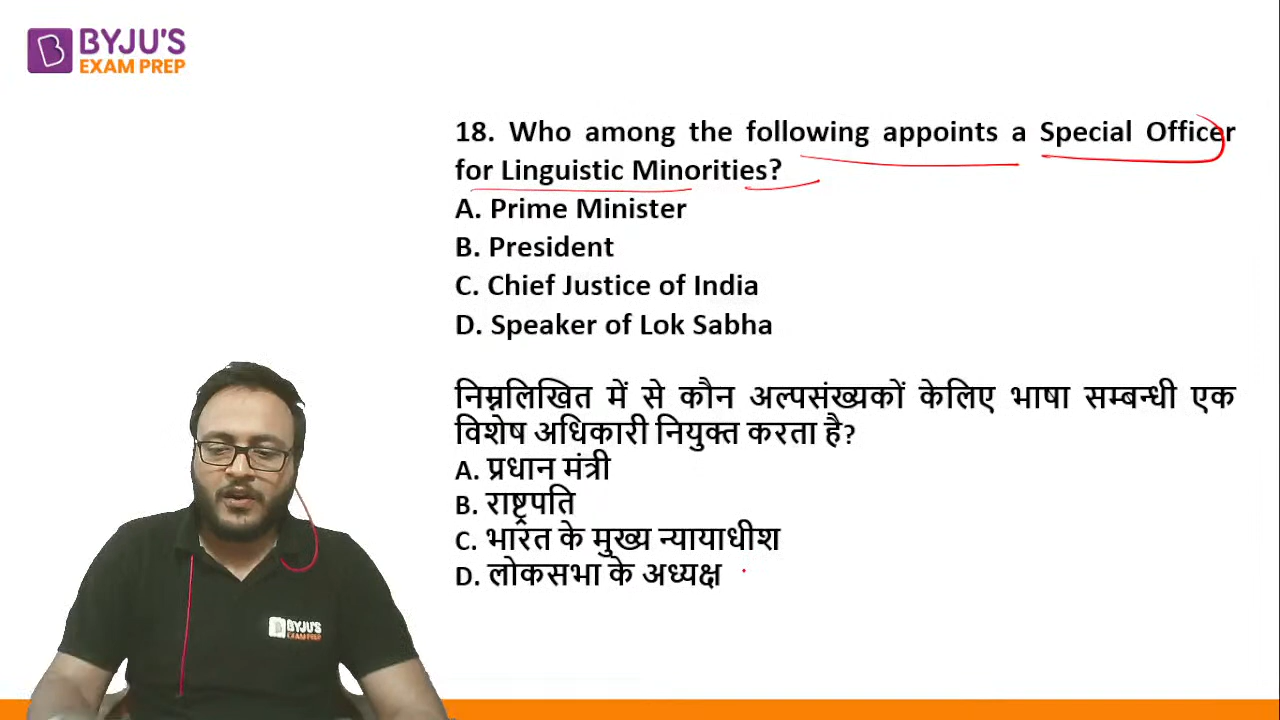 BYJU'S
EXAM PREP
18. Who among the following appoints a Special Officer
for Linguistic Minorities?
A. Prime Minister
B. President
C. Chief Justice of India
D. Speaker of Lok Sabha
निम्नलिखित में से कौन अल्पसंख्यकों केलिए भाषा सम्बन्धी एक
विशेष अधिकारी नियुक्त करता है?
A. प्रधान मंत्री
B. राष्ट्रपति
C. भारत के मुख्य न्यायाधीश
D. लोकसभा के अध्यक्ष
BYJU'S
EXAM PREP